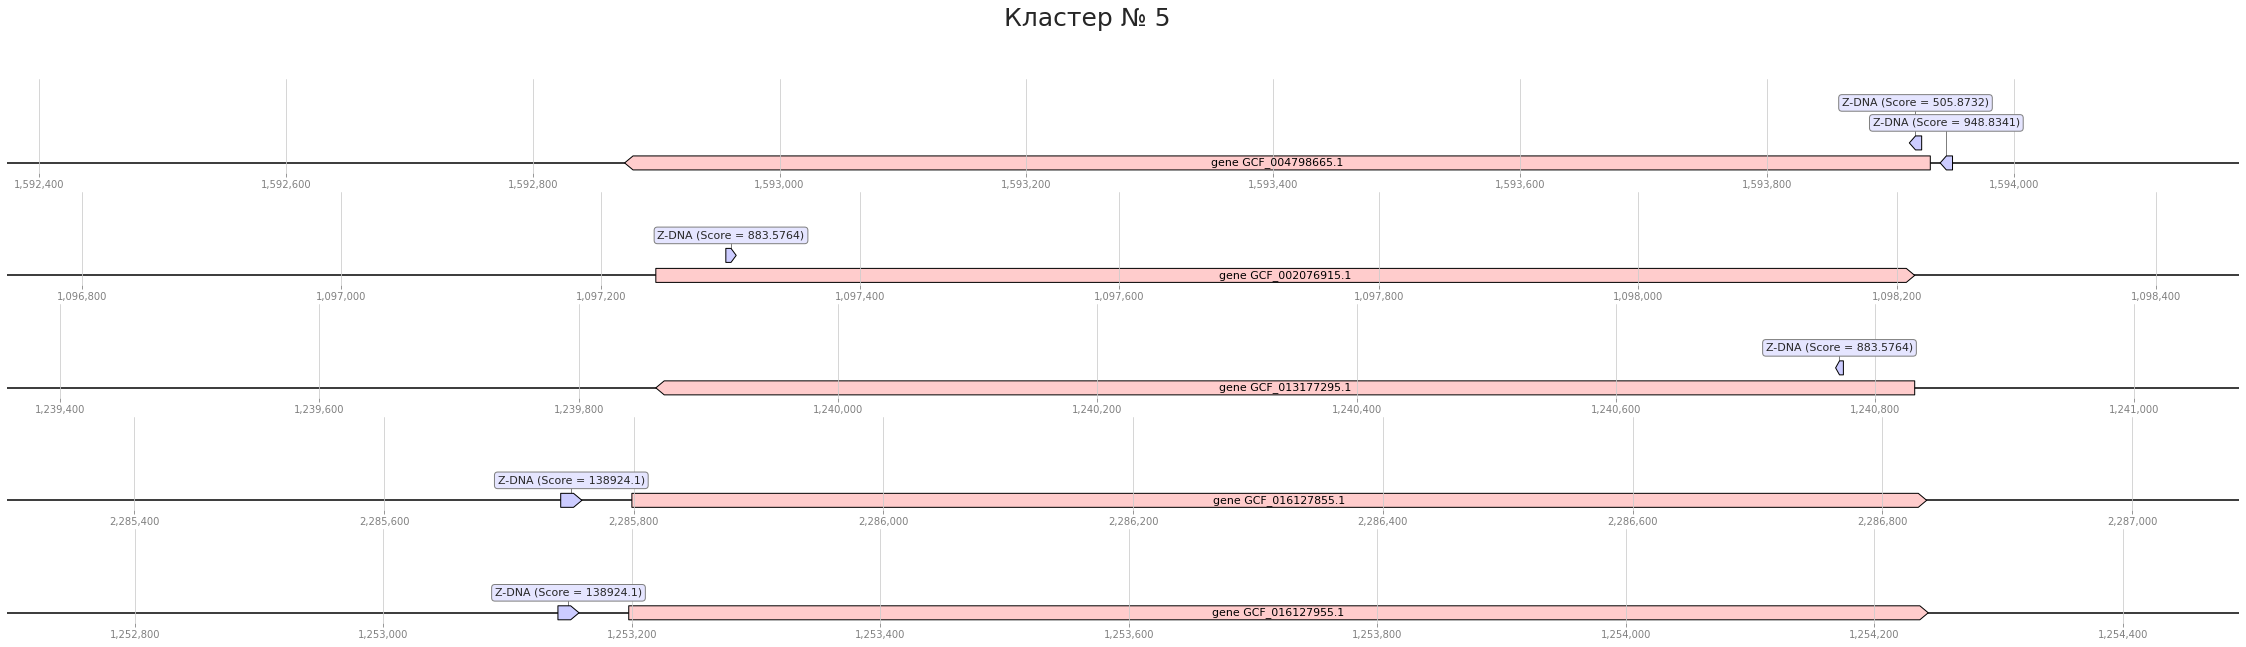 Кластер № 5
Z-DNA (Score = 505.8732)
Z-DNA (Score = 948.8341)
gene GCF_004798665.1
1,592,400 1,592,600 1,592,800 1,593,000 1,593,200 1,593,400 1,593,600 1,593,800 1,594,000
Z-DNA (Score = 883.5764)
gene GCF_002076915.1
1,096,800 1,097,000 1,097,200 1,097,400 1,097,600 1,097,800 1,098,000 1,098,200 1,098,400
Z-DNA (Score = 883.5764)
gene GCF_013177295.1
1,239,400 1,239,600 1,239,800 1,240,000 1,240,200 1,240,400 1,240,600 1,240,800 1,241,000
Z-DNA (Score = 138924.1)
gene GCF_016127855.1
2,285,400 2,285,600 2,285,800 2,286,000 2,286,200 2,286,400 2,286,600 2,286,800 2,287,000
Z-DNA (Score = 138924.1)
gene GCF_016127955.1
1,252,800 1,253,000 1,253,200 1,253,400 1,253,600 1,253,800 1,254,000 1,254,200 1,254,400